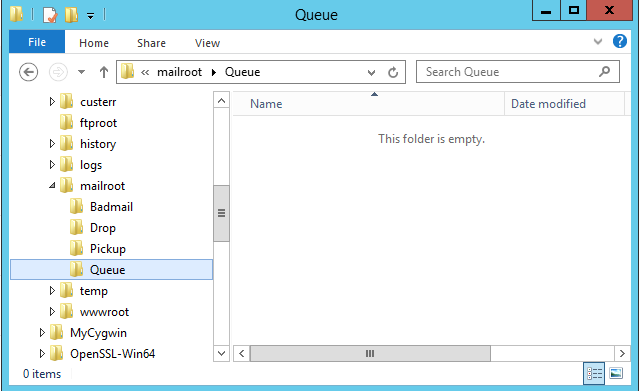 Queue
File Home Share View
« mailroot Queue Search Queue
custerr
ftproot
history
logs
mailroot
Badmail
Drop
Pickup
Queue
temp
wwwroot
MyCygwin
OpenSSL-Win64
Name Date modified
This folder is empty.
0 items